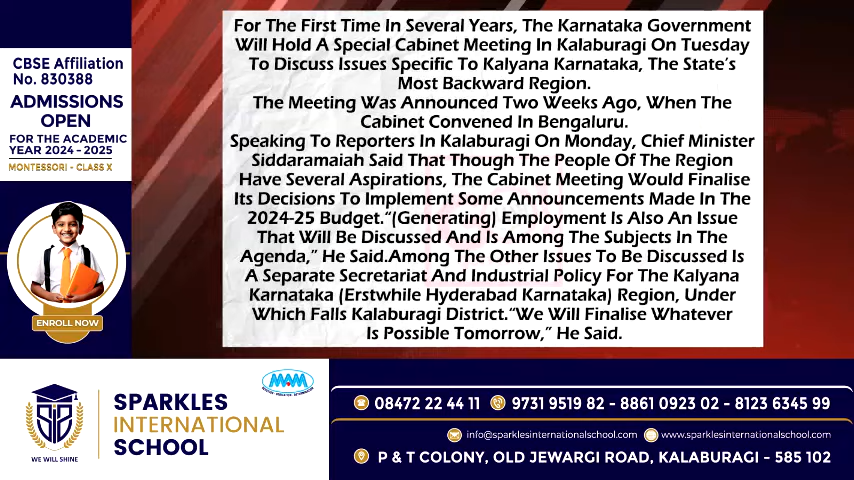 For The First Time In Several Years, The Karnataka Government
Will Hold A Special Cabinet Meeting In Kalaburagi On Tuesday
To Discuss Issues Specific To Kalyana Karnataka, The State's
Most Backward Region.
The Meeting Was Announced Two Weeks Ago, When The
Cabinet Convened In Bengaluru.
Speaking To Reporters In Kalaburagi On Monday, Chief Minister
Siddaramaiah Said That Though The People Of The Region
Have Several Aspirations, The Cabinet Meeting Would Finalise
Its Decisions To Implement Some Announcements Made In The
2024-25 Budget.“(Generating) Employment Is Also An Issue
That Will Be Discussed And Is Among The Subjects In The
Agenda,” He Said.Among The Other Issues To Be Discussed Is
A Separate Secretariat And Industrial Policy For The Kalyana
Karnataka (Erstwhile Hyderabad Karnataka) Region, Under
Which Falls Kalaburagi District.“We Will Finalise Whatever
Is Possible Tomorrow,” He Said.
CBSE Affiliation
No. 830388
ADMISSIONS
OPEN
FOR THE ACADEMIC
YEAR 2024 - 2025
MONTESSORI - CLASS X
ENROLL NOW
WE WILL SHINE
SPARKLES
INTERNATIONAL
SCHOOL
MAM
08472 22 44 11 9731 9519 82 - 8861 0923 02 - 8123 6345 99
info@sparklesinternationalschool.com www.sparklesinternationalschool.com
P & T COLONY, OLD JEWARGI ROAD, KALABURAGI - 585 102